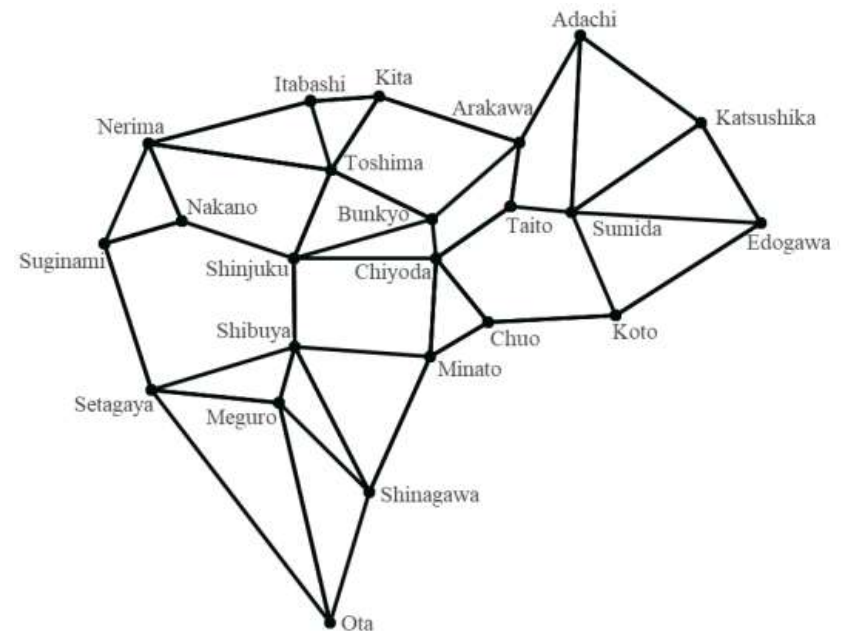 Adachi
Itabashi
Kita
Arakawa
Katsushika
Nerima
Toshima
Nakano
Bunkyo
Taito
Sumida
Edogawa
Suginami
Shinjuku
Chiyoda
Shibuya
Chuo
Koto
Minato
Setagaya
Meguro
Shinagawa
Ota